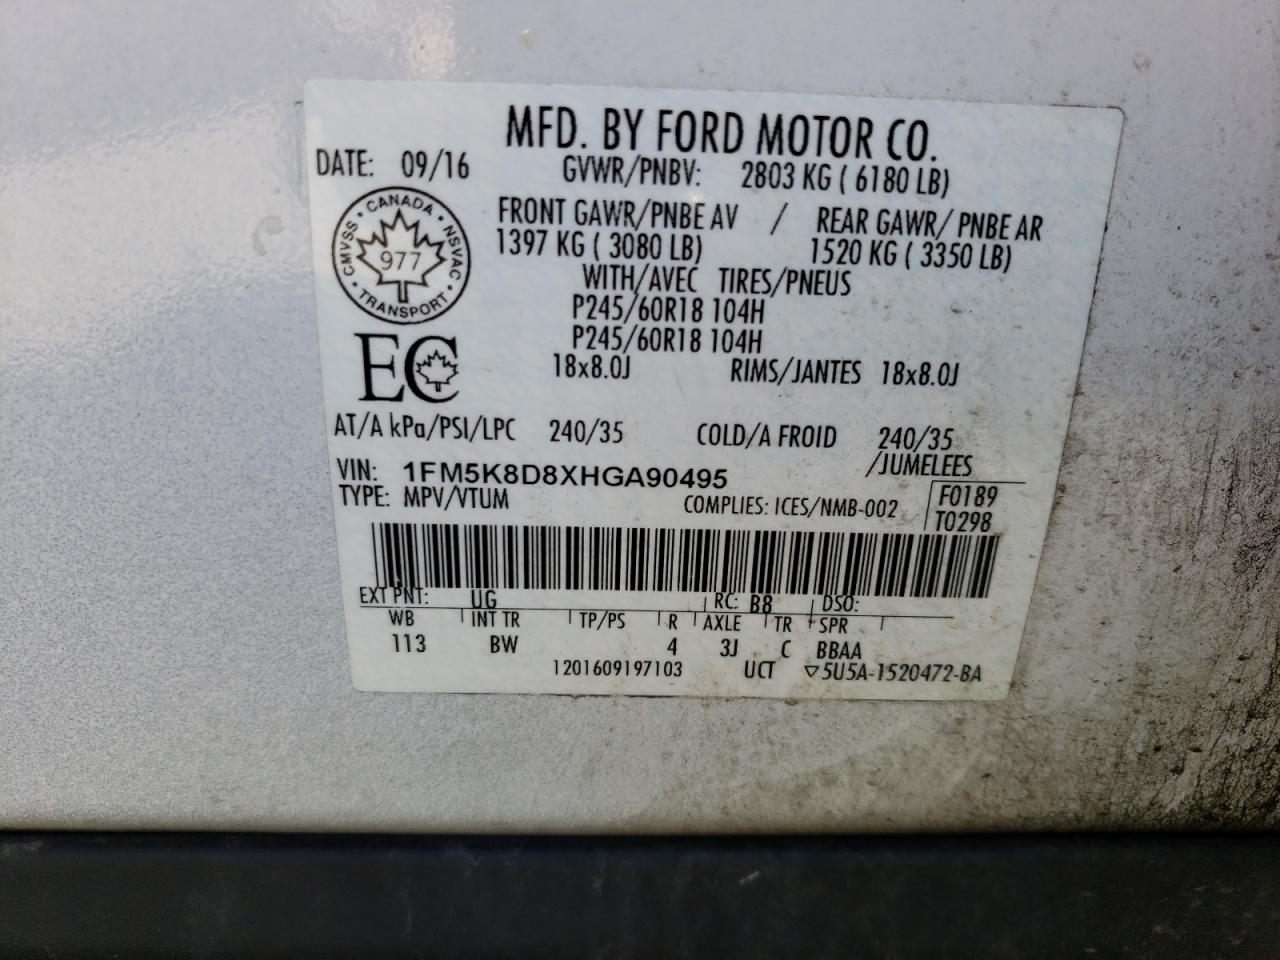 MFD. BY FORD MOTOR CO.
DATE: 09/16 GVWR/PNBV: 2803 KG ( 6180 LB)
FRONT GAWR/PNBE AV / REAR GAWR/ PNBE AR
1397 KG ( 3080 LB) 1520 KG ( 3350 LB)
CANADA • NSVAC • TRANSPORT • CMVSS •
977
WITH/AVEC TIRES/PNEUS
P245/60R18 104H
P245/60R18 104H
EC
18x8.0J RIMS/JANTES 18x8.0J
AT/A kPa/PSI/LPC 240/35 COLD/A FROID 240/35
/JUMELEES
VIN: 1FM5K8D8XHGA90495
TYPE: MPV/VTUM COMPLIES: ICES/NMB-002 F0189
T0298
EXT PNT: UG RC: B8 DSO:
WB INT TR TP/PS R AXLE TR SPR
113 BW 4 3J C BBAA
1201609197103 UCT ▽5U5A-1520472-BA